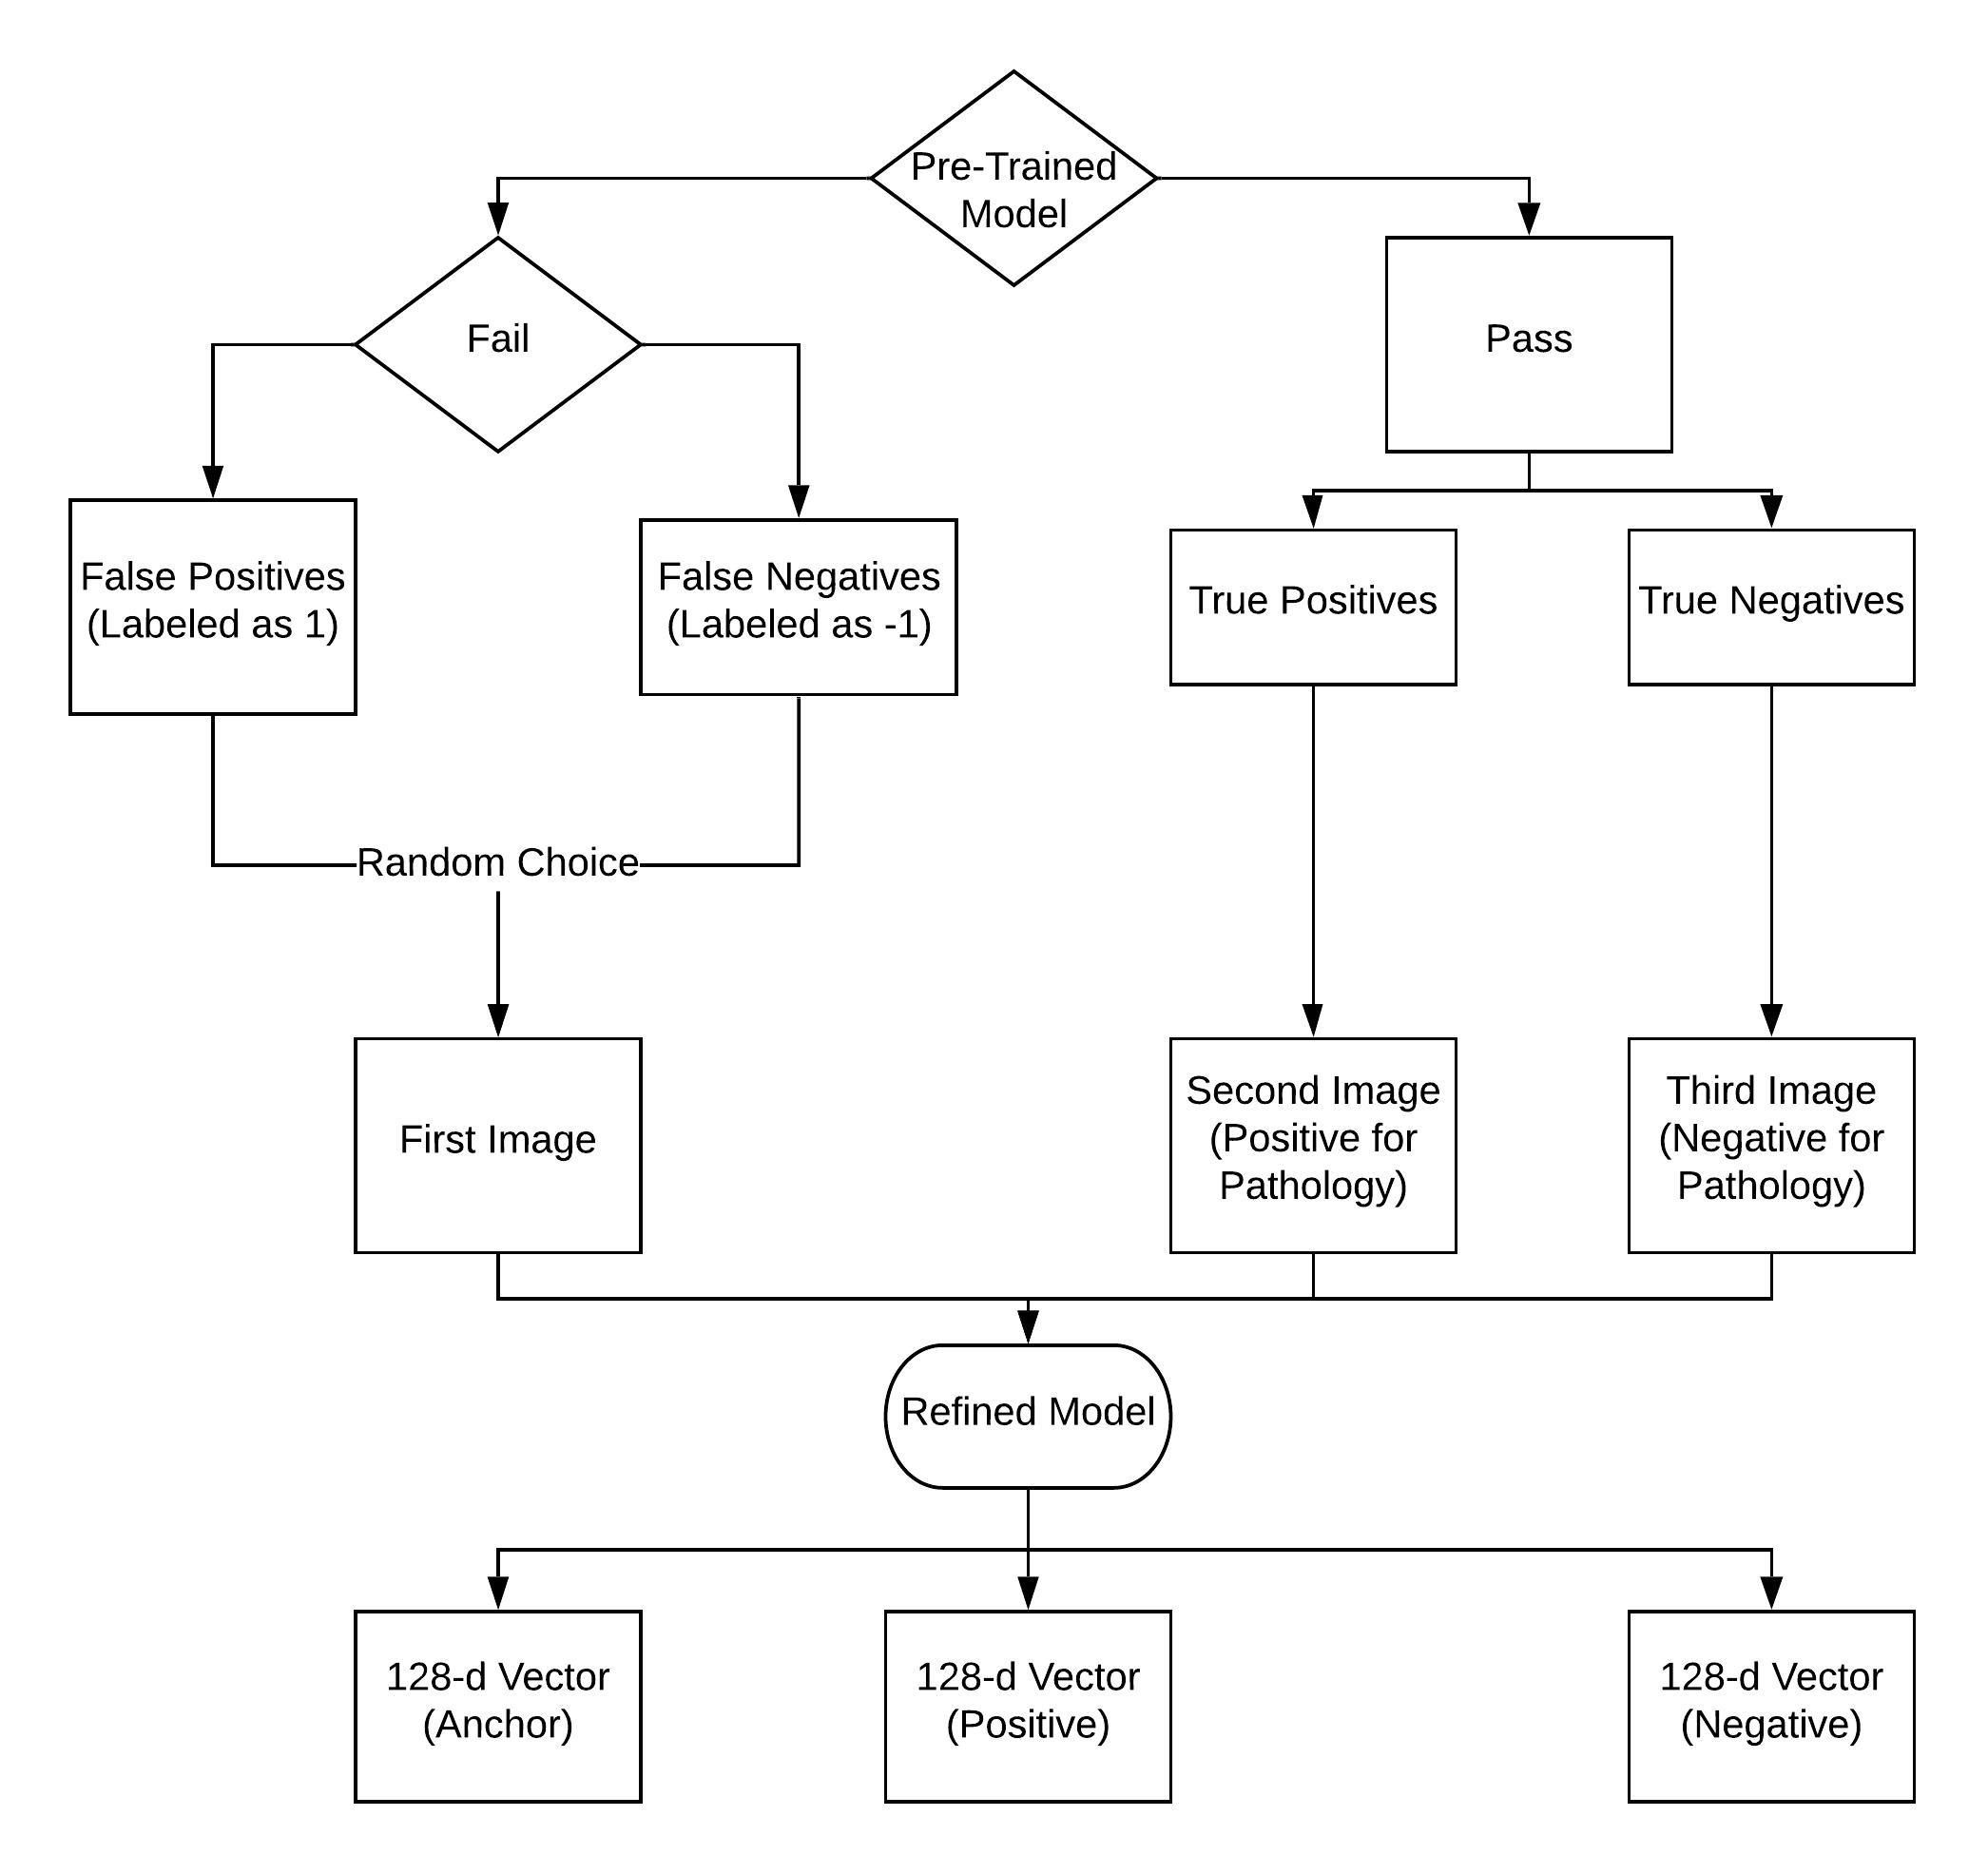 Pre-Trained
Model
Fail
Pass
False Positives
(Labeled as 1)
False Negatives
(Labeled as -1)
True Positives
True Negatives
Random Choice
First Image
Second Image
(Positive for
Pathology)
Third Image
(Negative for
Pathology)
Refined Model
128-d Vector
(Anchor)
128-d Vector
(Positive)
128-d Vector
(Negative)